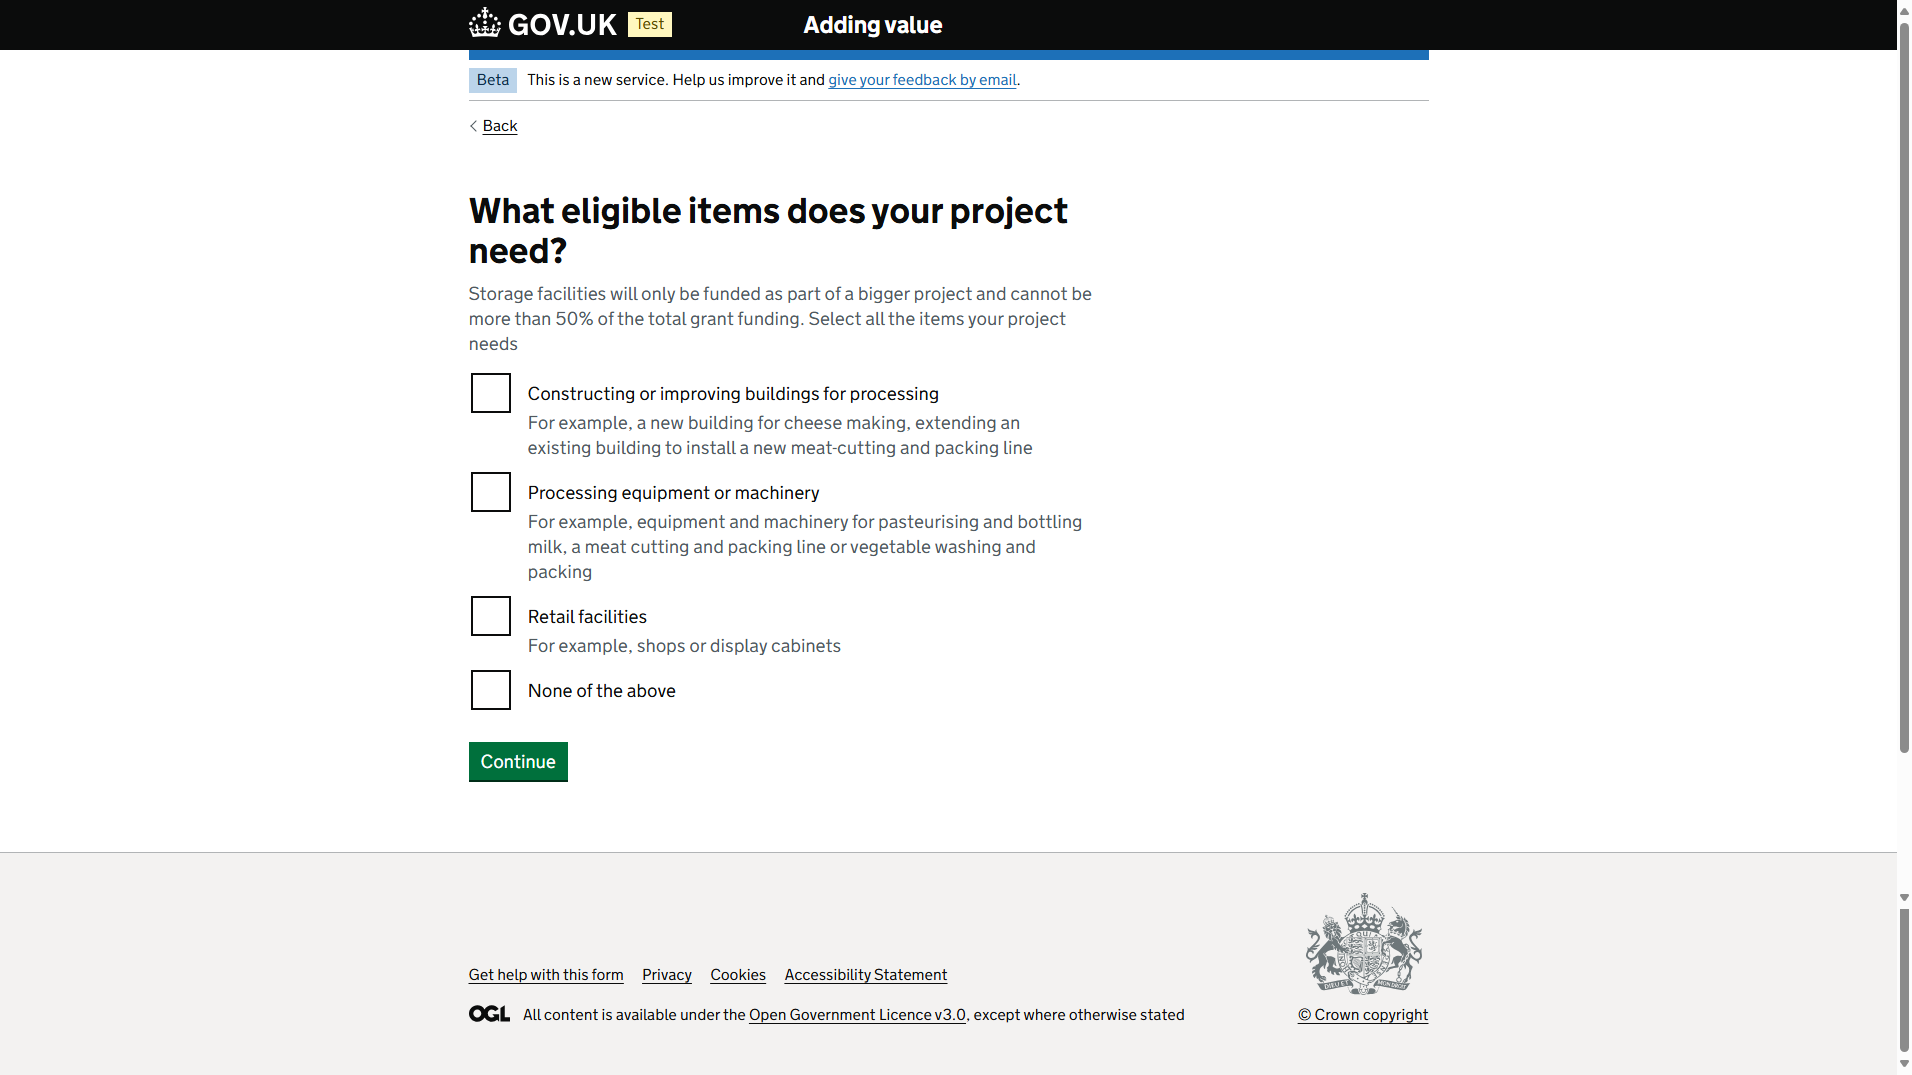 GOV.UK Test Adding value
Beta This is a new service. Help us improve it and give your feedback by email.
Back
What eligible items does your project
need?
Storage facilities will only be funded as part of a bigger project and cannot be
more than 50% of the total grant funding. Select all the items your project
needs
Constructing or improving buildings for processing
For example, a new building for cheese making, extending an
existing building to install a new meat-cutting and packing line
Processing equipment or machinery
For example, equipment and machinery for pasteurising and bottling
milk, a meat cutting and packing line or vegetable washing and
packing
Retail facilities
For example, shops or display cabinets
None of the above
Continue
Get help with this form Privacy Cookies Accessibility Statement
OGL All content is available under the Open Government Licence v3.0, except where otherwise stated
© Crown copyright